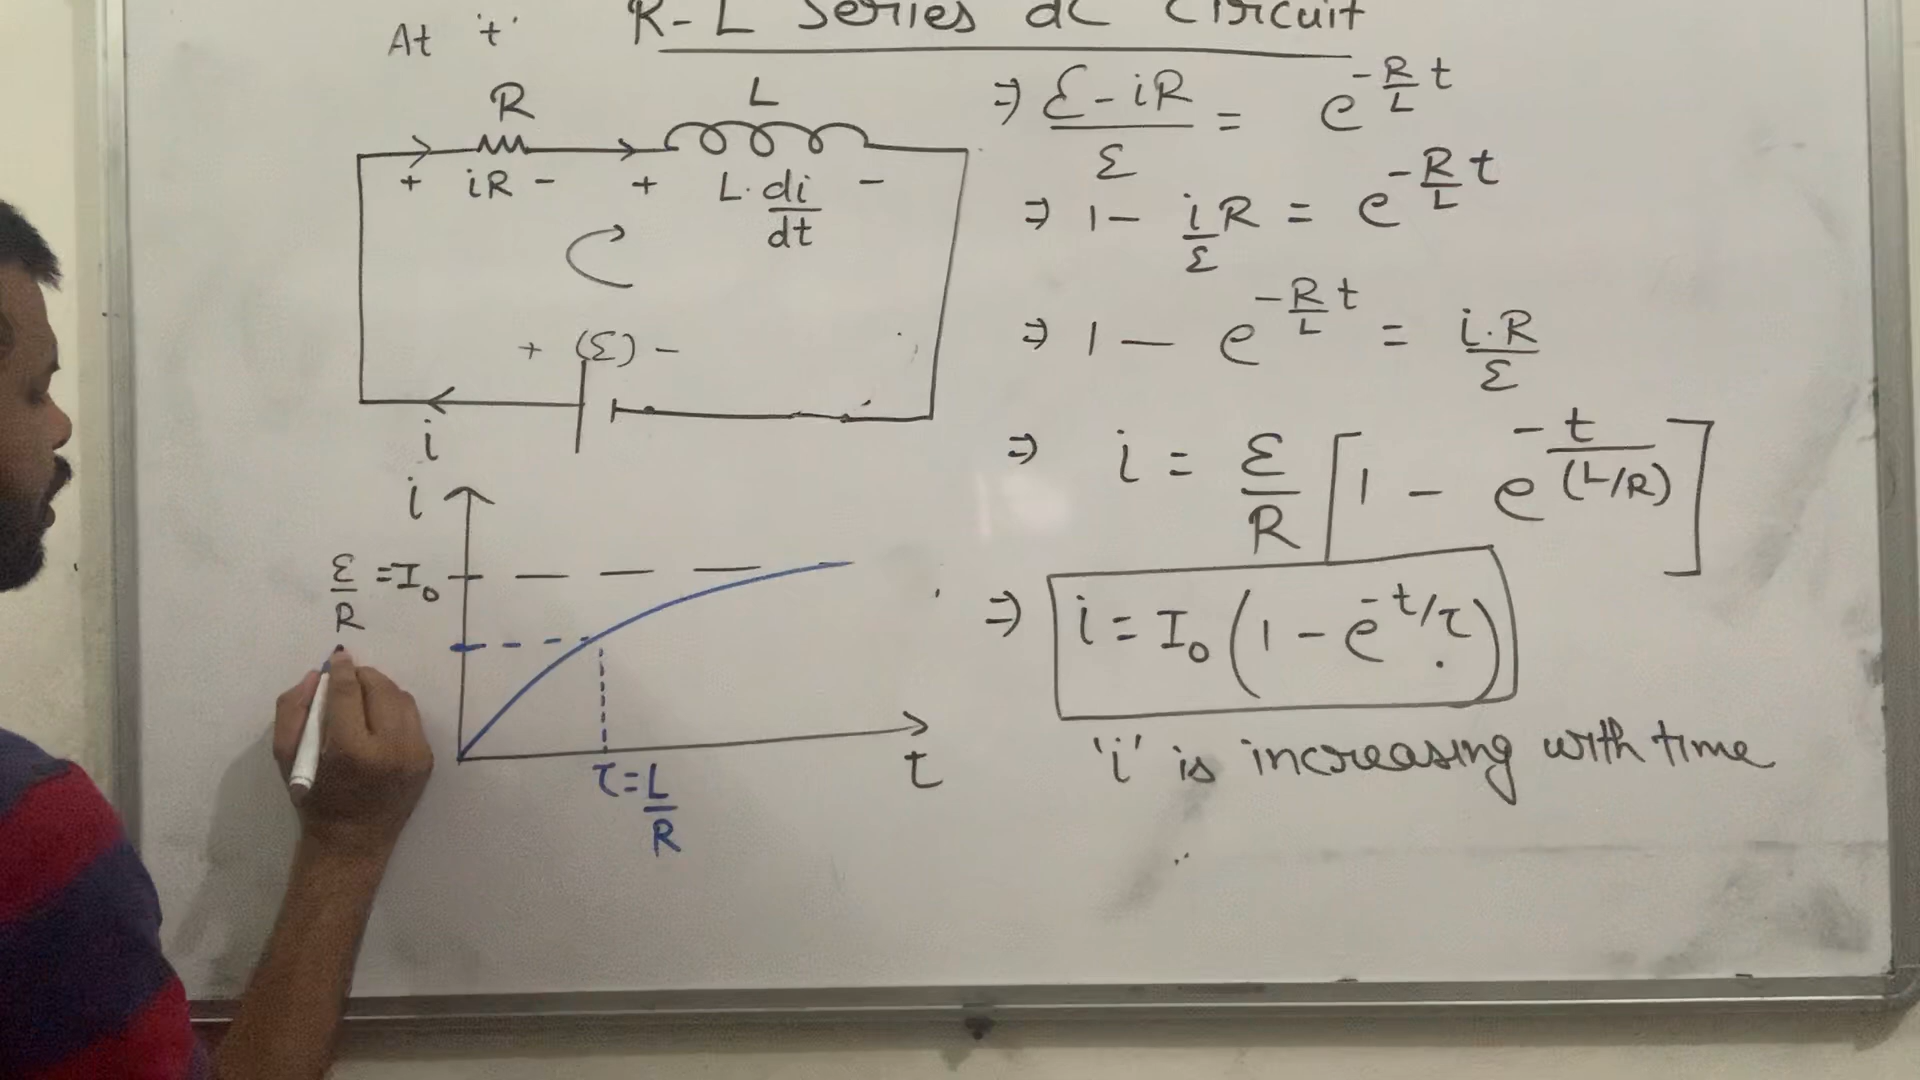 R-L Series dc Circuit
At 't'
R
L
+ iR - + L·di/dt -
+ (ε) -
i
⇒ (ε - iR)/ε = e^(-R/L t)
⇒ 1 - i/ε R = e^(-R/L t)
⇒ 1 - e^(-R/L t) = i.R/ε
⇒ i = ε/R [1 - e^(-t/(L/R))]
⇒ i = I₀(1 - e^(-t/τ))
'i' is increasing with time
i
ε/R = I₀
t
τ = L/R